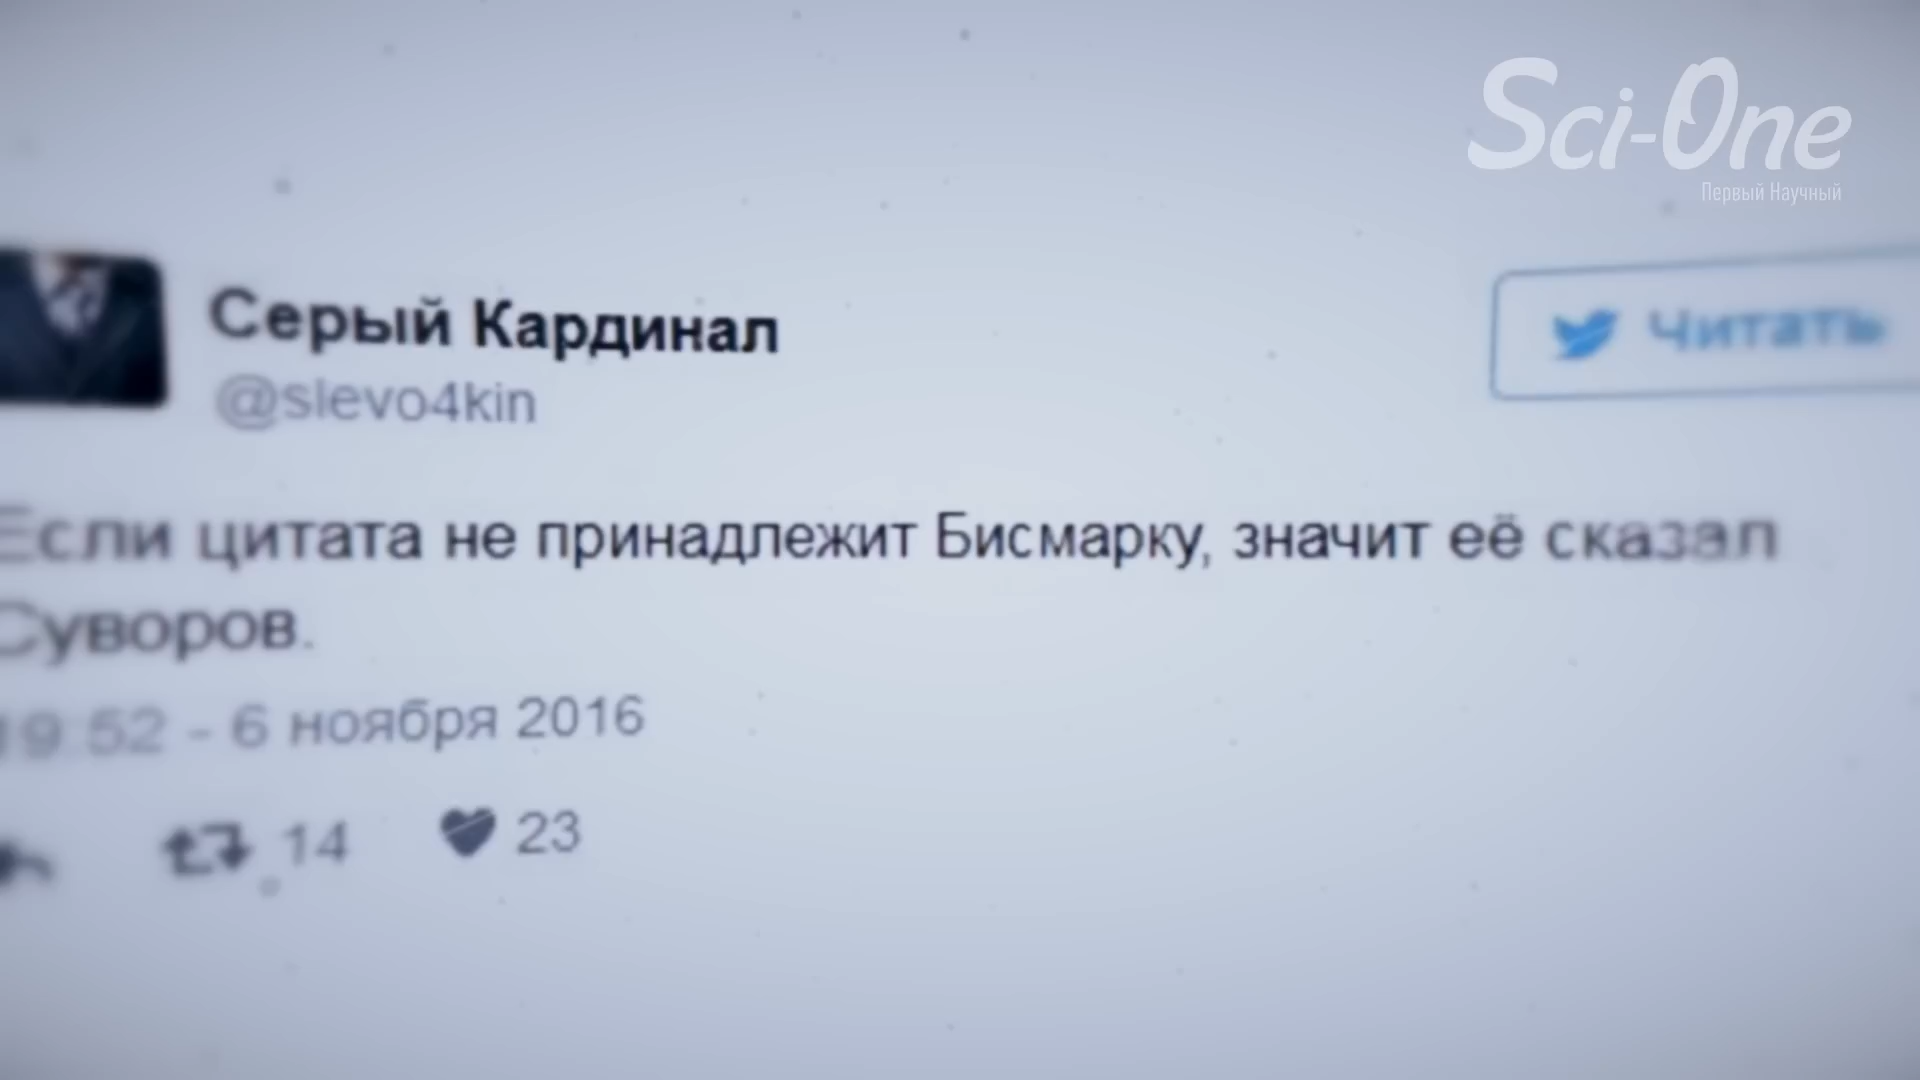 Sci-One
Первый Научный
Серый Кардинал
Читать
@slevo4kin
Если цитата не принадлежит Бисмарку, значит её сказал
Суворов.
19:52 - 6 ноября 2016
14 23